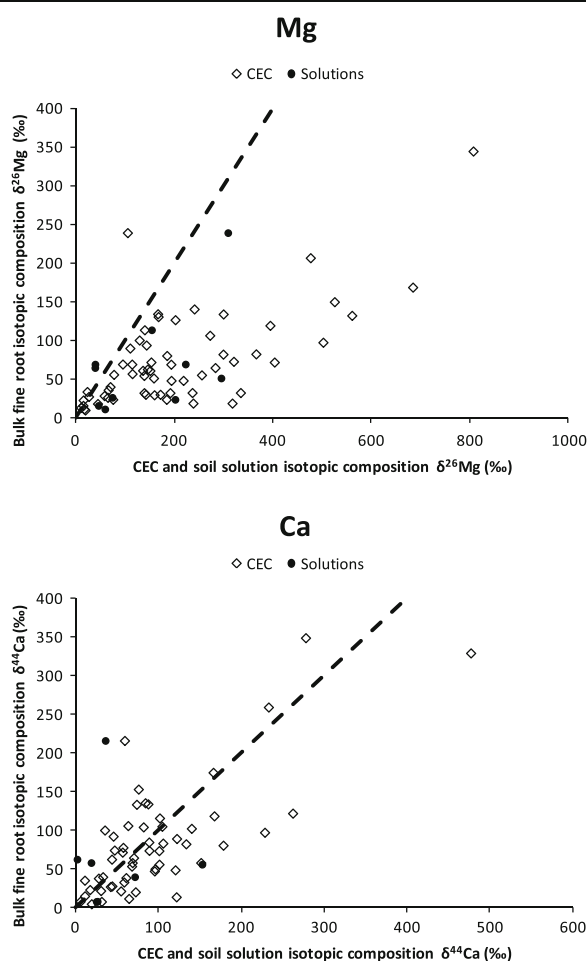 Mg
CEC Solutions
400
350
300
250
200
150
100
50
0
Bulk fine root isotopic composition δ²⁶Mg (‰)
0 200 400 600 800 1000
CEC and soil solution isotopic composition δ²⁶Mg (‰)
Ca
CEC Solutions
400
350
300
250
200
150
100
50
0
Bulk fine root isotopic composition δ⁴⁴Ca (‰)
0 100 200 300 400 500 600
CEC and soil solution isotopic composition δ⁴⁴Ca (‰)